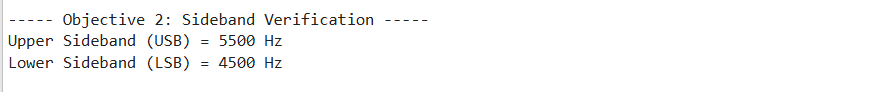 ----- Objective 2: Sideband Verification -----
Upper Sideband (USB) = 5500 Hz
Lower Sideband (LSB) = 4500 Hz